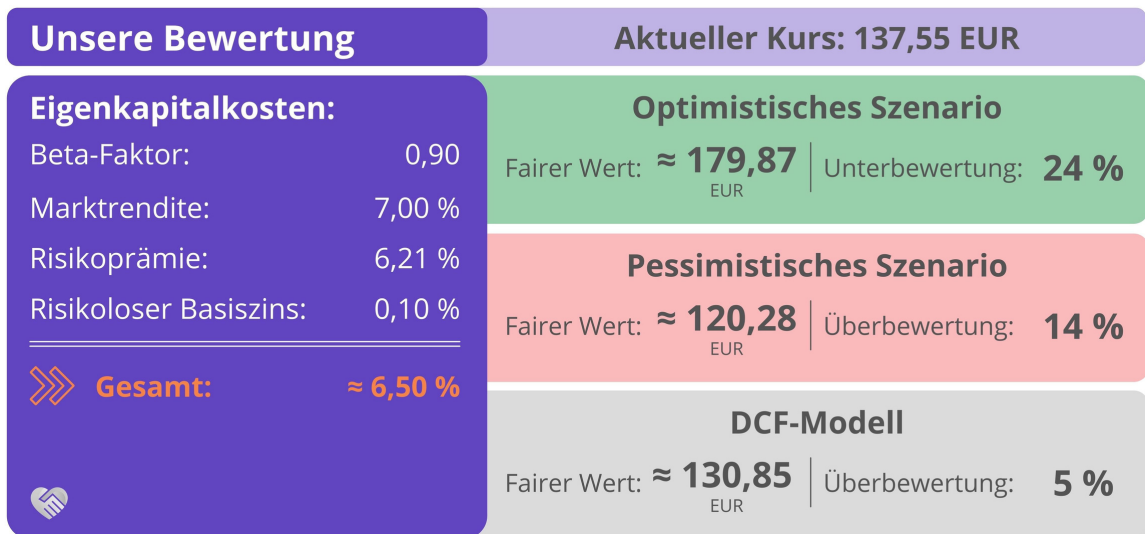 Unsere Bewertung
Aktueller Kurs: 137,55 EUR
Eigenkapitalkosten:
Beta-Faktor: 0,90
Marktrendite: 7,00 %
Risikoprämie: 6,21 %
Risikoloser Basiszins: 0,10 %
Gesamt: ≈ 6,50 %
Optimistisches Szenario
Fairer Wert: ≈ 179,87 EUR | Unterbewertung: 24 %
Pessimistisches Szenario
Fairer Wert: ≈ 120,28 EUR | Überbewertung: 14 %
DCF-Modell
Fairer Wert: ≈ 130,85 EUR | Überbewertung: 5 %